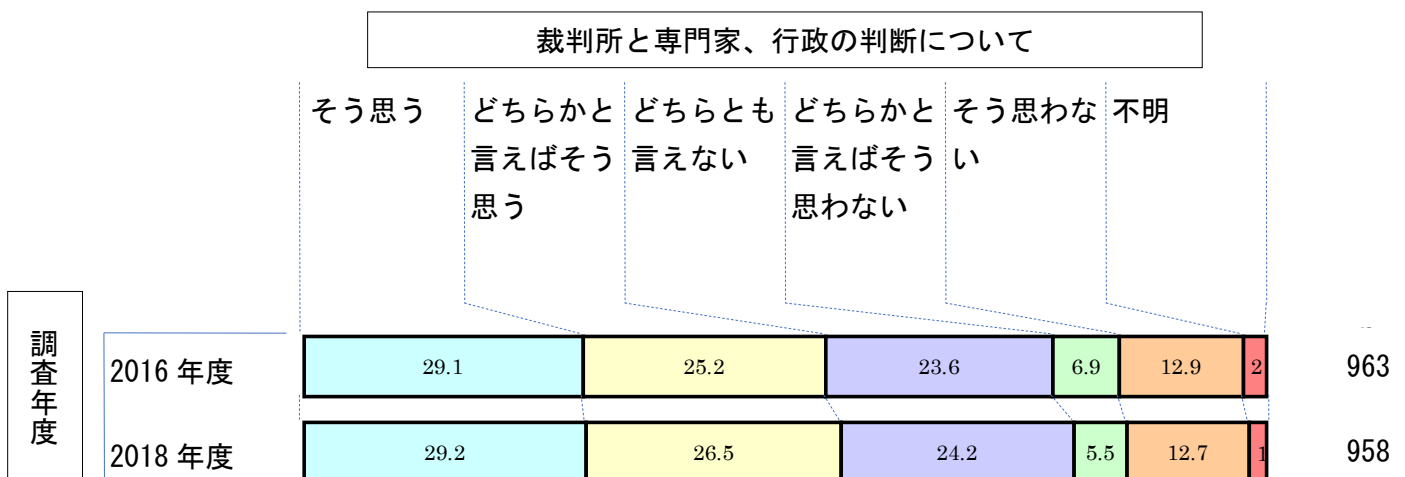 裁判所と専門家、行政の判断について
そう思う
どちらかと
言えばそう
思う
どちらとも
言えない
どちらかと
言えばそう
思わない
そう思わな
い
不明
調査年度
2016 年度
29.1
25.2
23.6
6.9
12.9
2
963
2018 年度
29.2
26.5
24.2
5.5
12.7
1
958